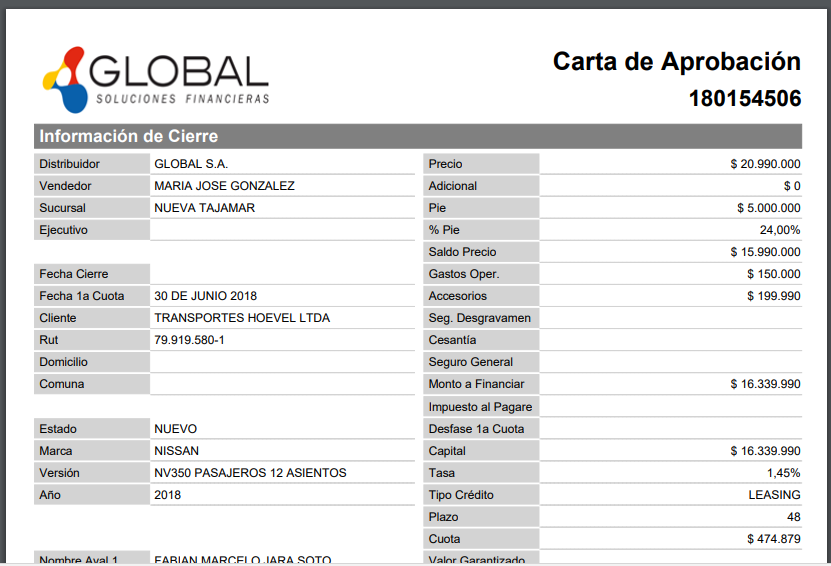 GLOBAL
SOLUCIONES FINANCIERAS
Carta de Aprobación
180154506
Información de Cierre
Distribuidor GLOBAL S.A.
Vendedor MARIA JOSE GONZALEZ
Sucursal NUEVA TAJAMAR
Ejecutivo
Fecha Cierre
Fecha 1a Cuota 30 DE JUNIO 2018
Cliente TRANSPORTES HOEVEL LTDA
Rut 79.919.580-1
Domicilio
Comuna
Estado NUEVO
Marca NISSAN
Versión NV350 PASAJEROS 12 ASIENTOS
Año 2018
Nombre Aval 1 FABIAN MARCELO JARA SOTO
Precio $ 20.990.000
Adicional $ 0
Pie $ 5.000.000
% Pie 24,00%
Saldo Precio $ 15.990.000
Gastos Oper. $ 150.000
Accesorios $ 199.990
Seg. Desgravamen
Cesantía
Seguro General
Monto a Financiar $ 16.339.990
Impuesto al Pagare
Desfase 1a Cuota
Capital $ 16.339.990
Tasa 1,45%
Tipo Crédito LEASING
Plazo 48
Cuota $ 474.879
Valor Garantizado